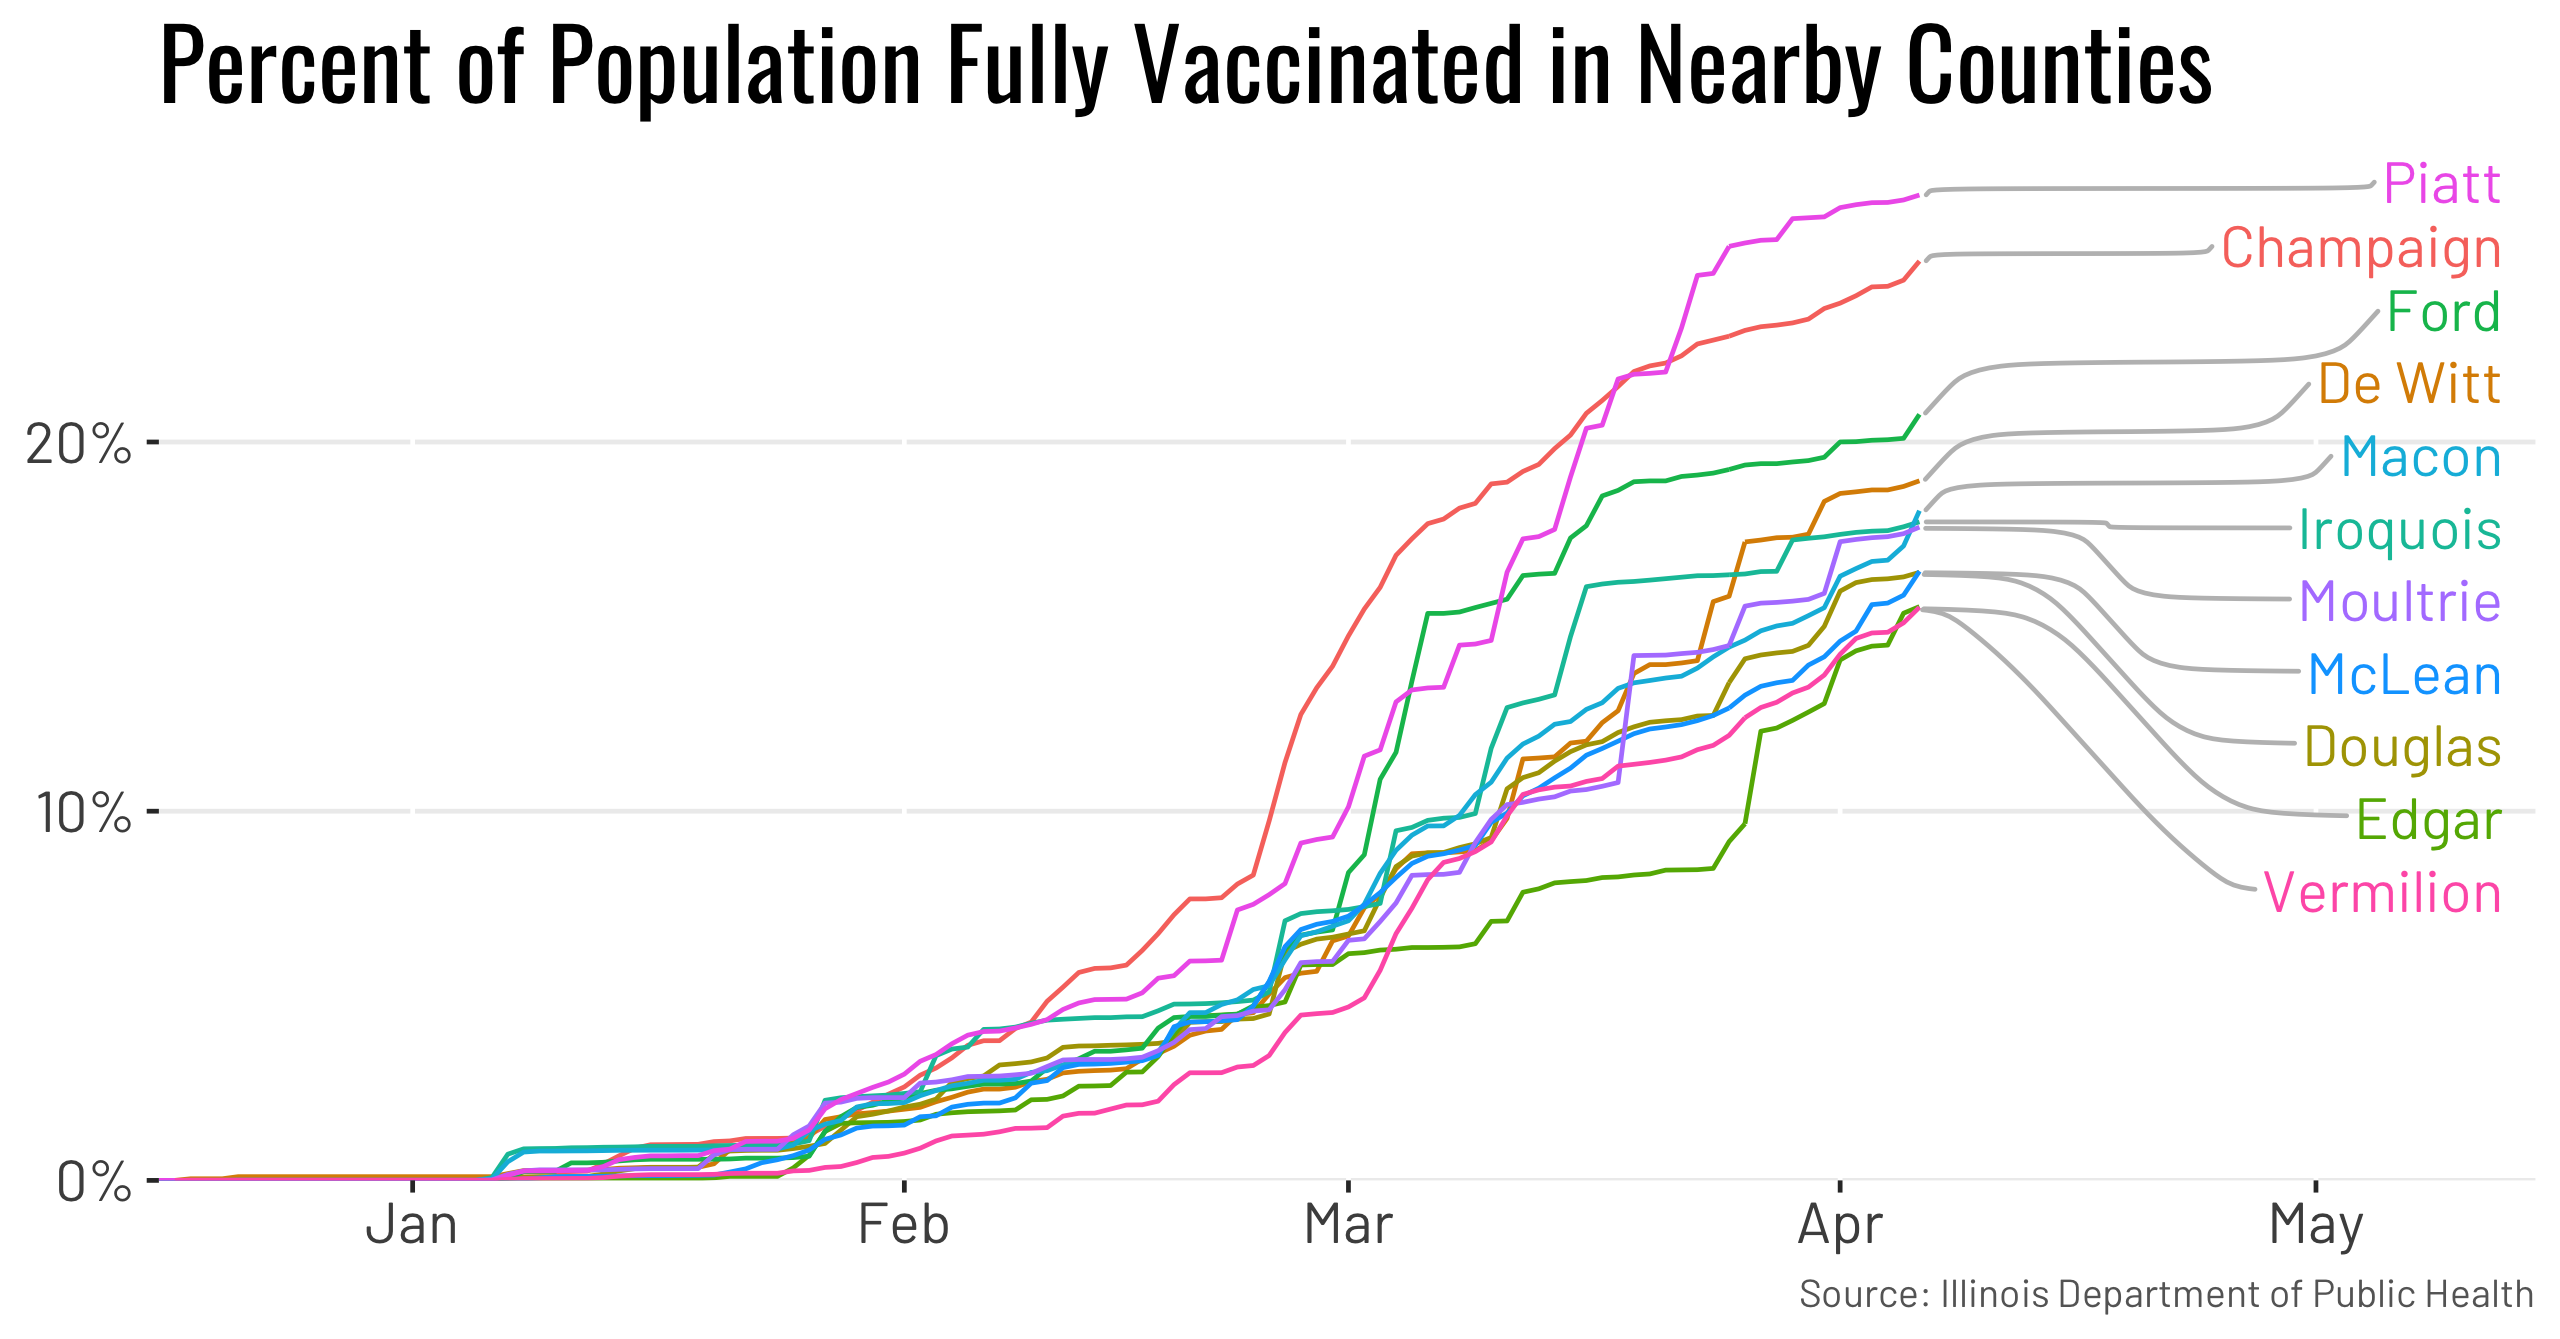 Percent of Population Fully Vaccinated in Nearby Counties
Piatt
Champaign
Ford
De Witt
20%
Macon
Iroquois
Moultrie
McLean
Douglas
10%
Edgar
Vermilion
0%
Jan Feb Mar Apr May
Source: Illinois Department of Public Health